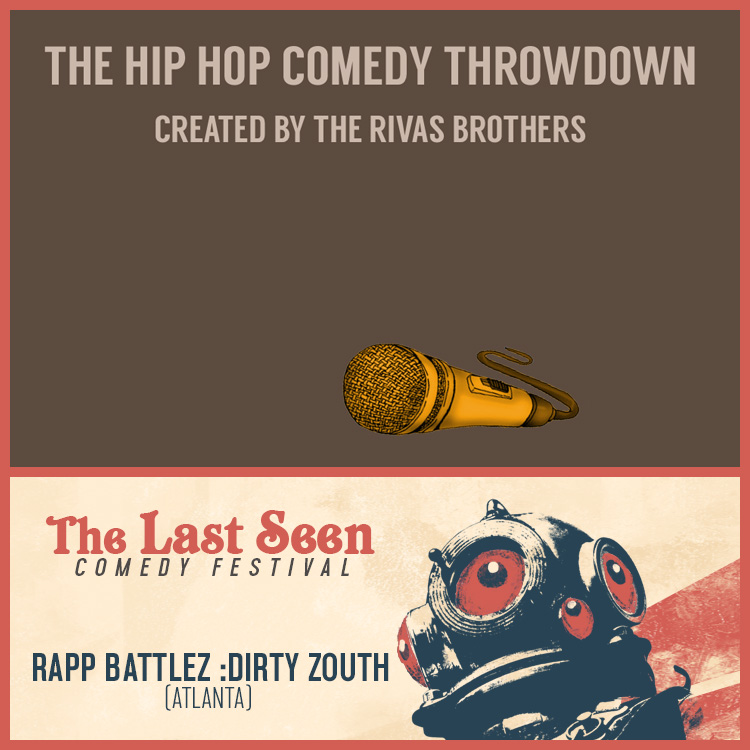 THE HIP HOP COMEDY THROWDOWN
CREATED BY THE RIVAS BROTHERS
The Last Seen
COMEDY FESTIVAL
RAPP BATTLEZ :DIRTY ZOUTH
(ATLANTA)